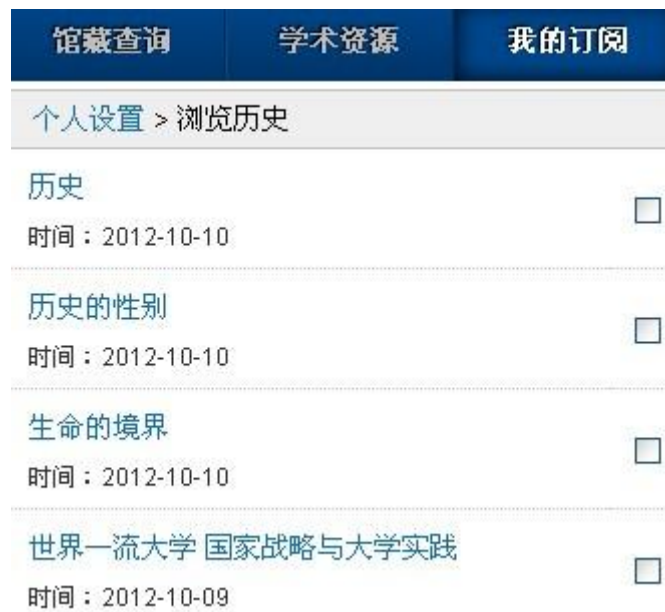 馆藏查询 学术资源 我的订阅
个人设置 > 浏览历史
历史
时间：2012-10-10
历史的性别
时间：2012-10-10
生命的境界
时间：2012-10-10
世界一流大学 国家战略与大学实践
时间：2012-10-09